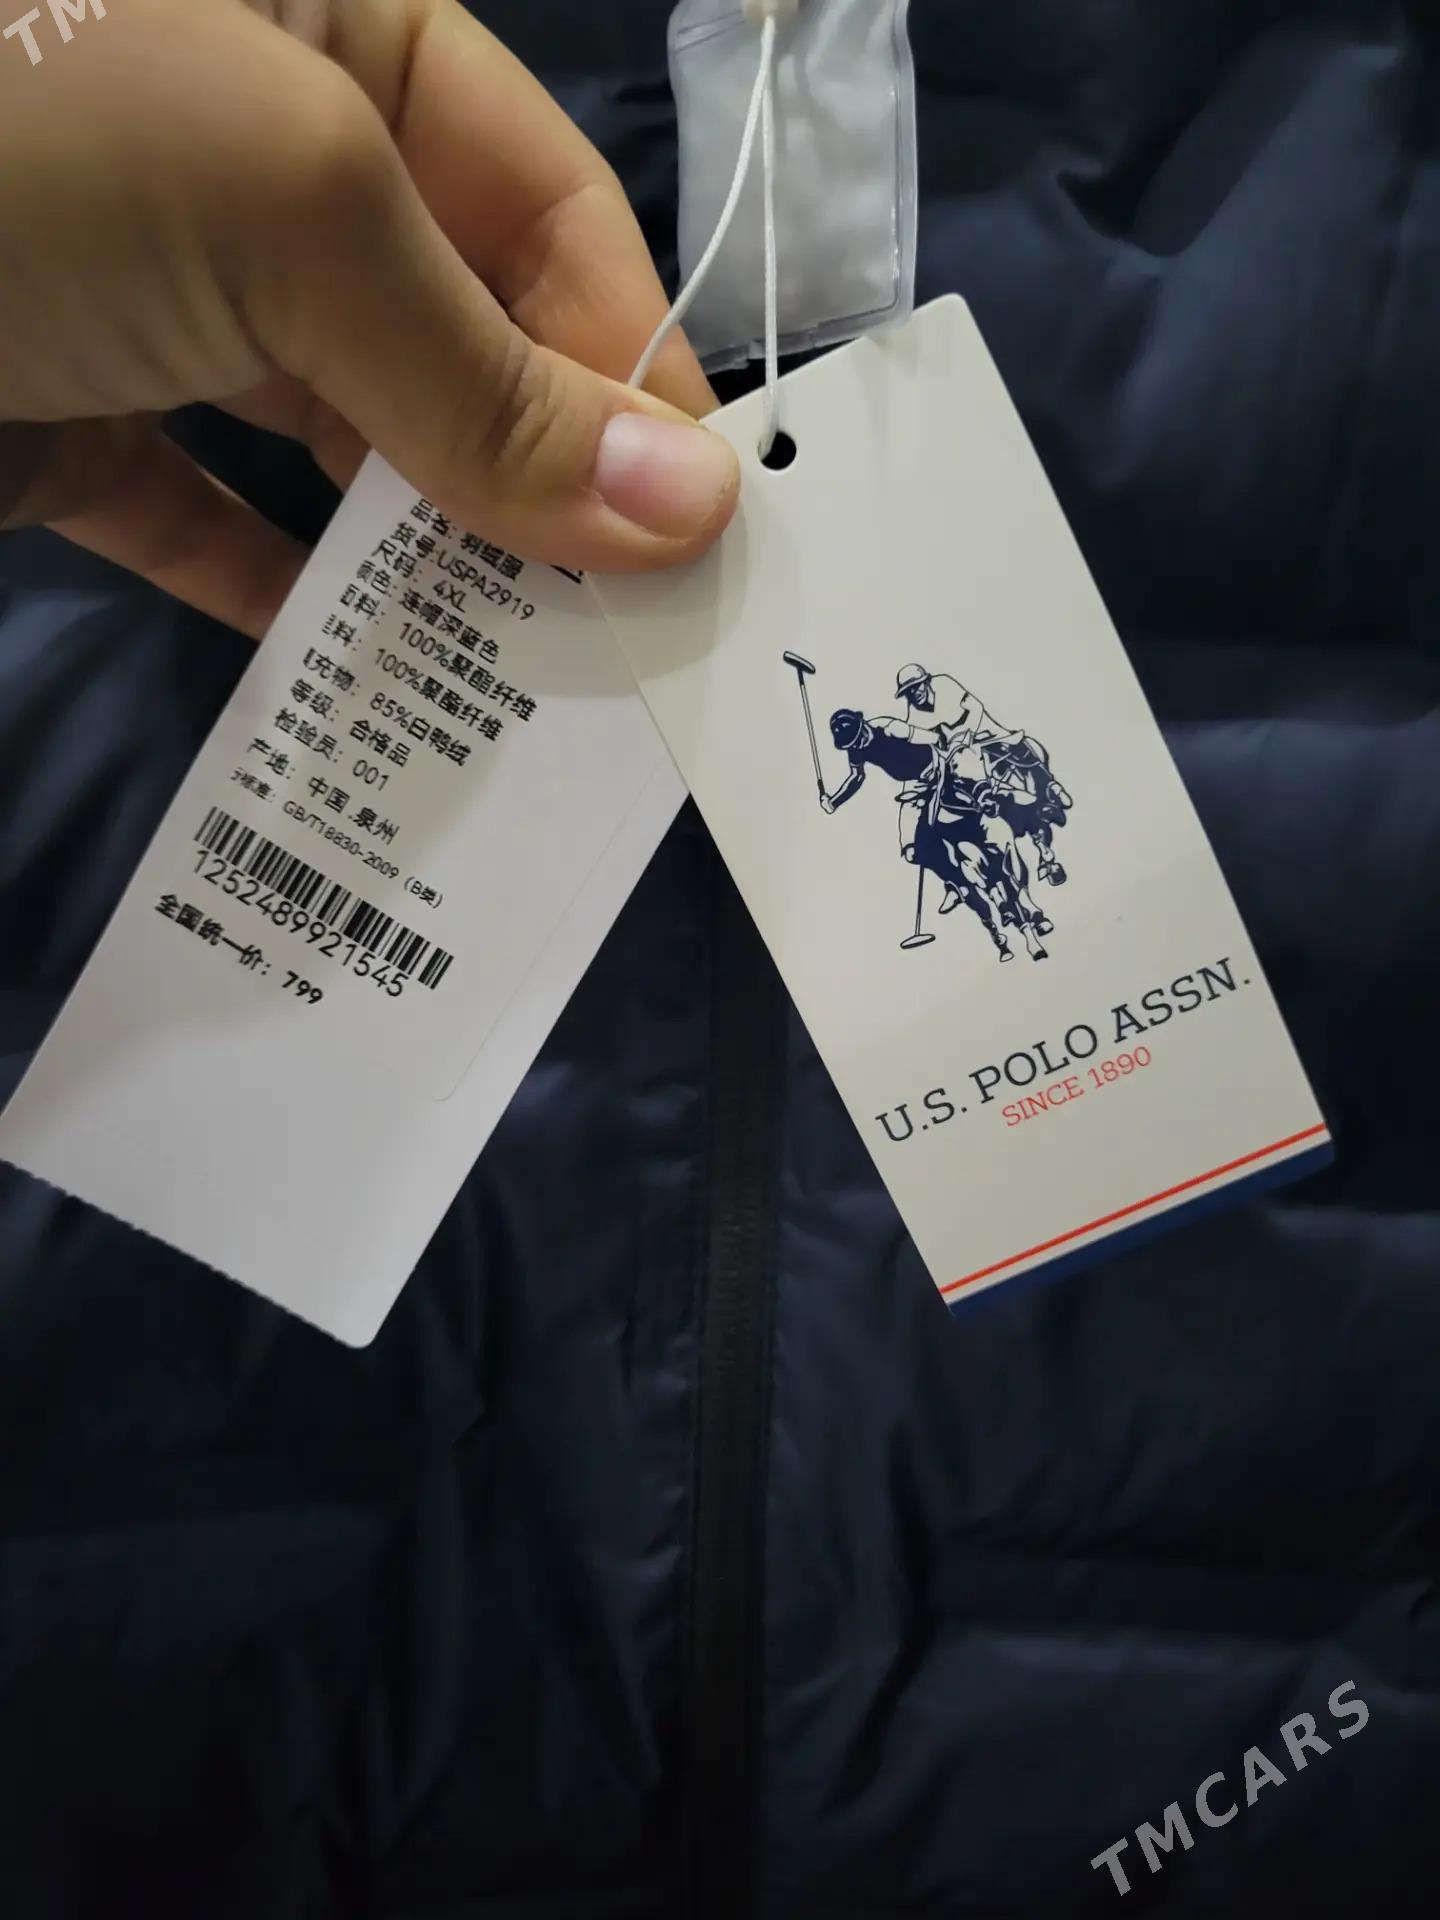 TM
品名: 羽绒服
货号:USPA2919
尺码: 4XL
颜色: 连帽深蓝色
面料: 100%聚酯纤维
里料: 100%聚酯纤维
填充物: 85%白鸭绒
等级: 合格品
检验员: 001
产地: 中国.泉州
标准: GB/T18830-2009 (B类)
1252489921545
全国统一价: 799
U.S. POLO ASSN.
SINCE 1890
TMCARS